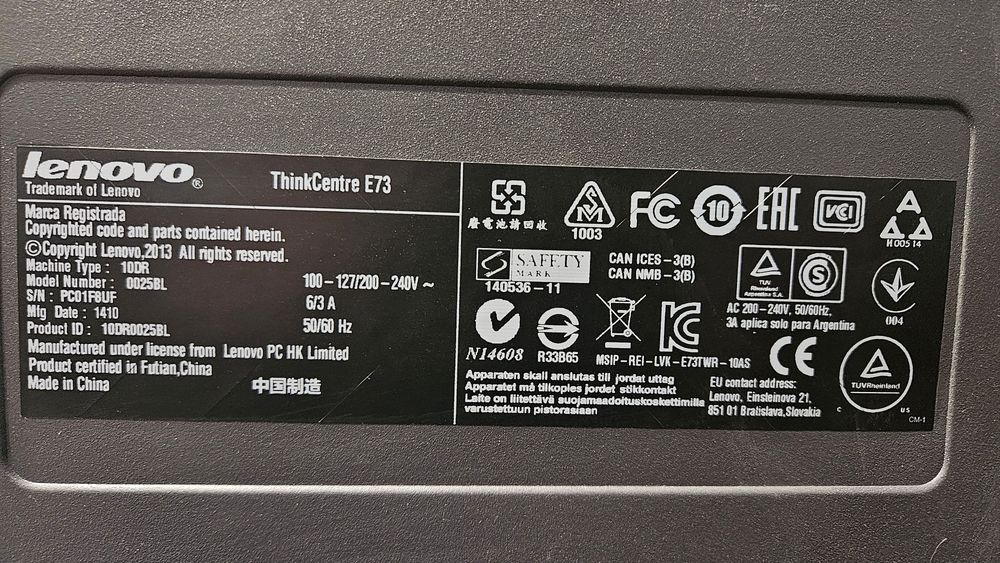 lenovo®
ThinkCentre E73
Trademark of Lenovo
Marca Registrada
Copyrighted code and parts contained herein.
©Copyright Lenovo,2013 All rights reserved.
Machine Type : 10DR
Model Number : 0025BL
S/N : PC01F8UF
Mfg Date : 1410
Product ID : 10DR0025BL
100-127/200-240V ~
6/3 A
50/60 Hz
Manufactured under license from Lenovo PC HK Limited
Product certified in Futian,China
Made in China
中国制造
廢電池請回收
1003
FC
10
EAC
VCI
H00514
SAFETY
MARK
140536-11
CAN ICES-3(B)
CAN NMB-3(B)
TUV
Rheinland
Argentina S.A.
S
AC 200-240V, 50/60Hz,
3A aplica solo para Argentina
004
N14608
R33B65
MSIP-REI-LVK-E73TWR-10AS
CE
TUVRheinland
C US
Apparaten skall anslutas till jordet uttag
Apparatet må tilkoples jordet stikkontakt
Laite on liitettävä suojamaadoituskoskettimilla
varustettuun pistorasiaan
EU contact address:
Lenovo, Einsteinova 21,
851 01 Bratislava,Slovakia
CM-1